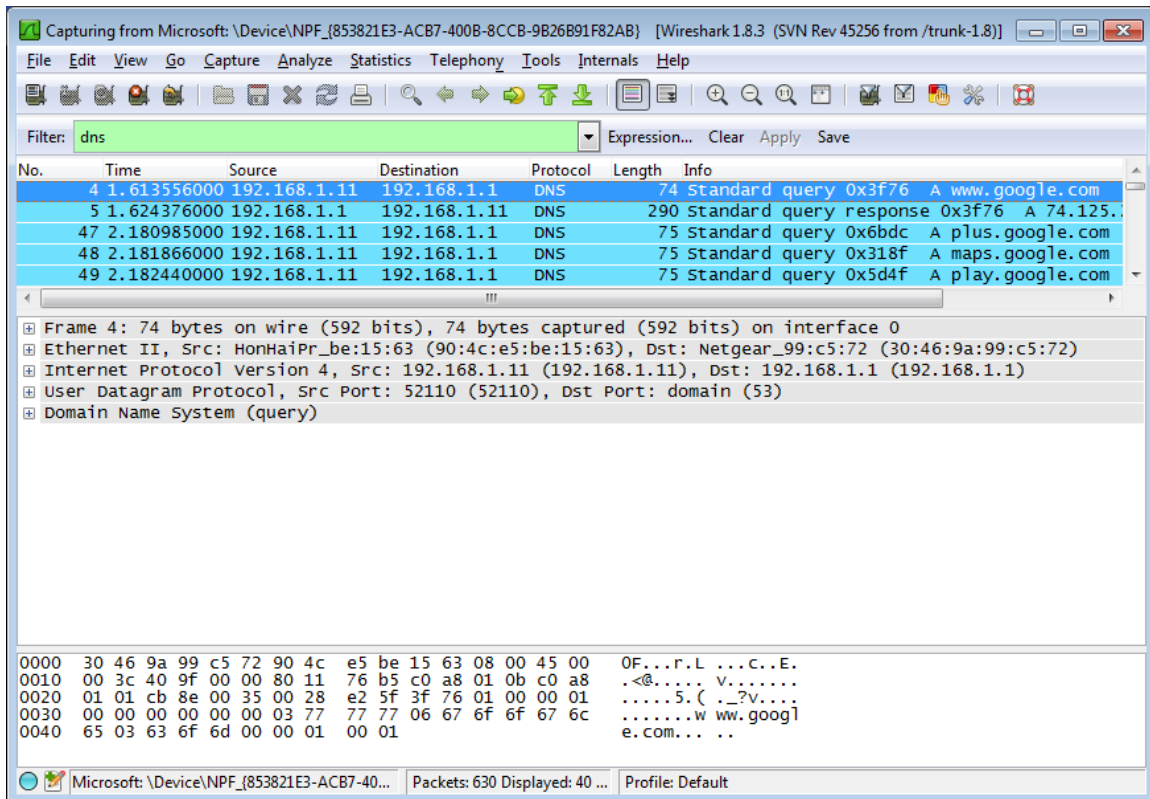 Capturing from Microsoft: \Device\NPF_{853821E3-ACB7-400B-8CCB-9B26B91F82AB} [Wireshark 1.8.3 (SVN Rev 45256 from /trunk-1.8)]
File Edit View Go Capture Analyze Statistics Telephony Tools Internals Help
Filter: dns Expression... Clear Apply Save
No. Time Source Destination Protocol Length Info
4 1.613556000 192.168.1.11 192.168.1.1 DNS 74 Standard query 0x3f76 A www.google.com
5 1.624376000 192.168.1.1 192.168.1.11 DNS 290 Standard query response 0x3f76 A 74.125.
47 2.180985000 192.168.1.11 192.168.1.1 DNS 75 Standard query 0x6bdc A plus.google.com
48 2.181866000 192.168.1.11 192.168.1.1 DNS 75 Standard query 0x318f A maps.google.com
49 2.182440000 192.168.1.11 192.168.1.1 DNS 75 Standard query 0x5d4f A play.google.com
Frame 4: 74 bytes on wire (592 bits), 74 bytes captured (592 bits) on interface 0
Ethernet II, Src: HonHaiPr_be:15:63 (90:4c:e5:be:15:63), Dst: Netgear_99:c5:72 (30:46:9a:99:c5:72)
Internet Protocol Version 4, Src: 192.168.1.11 (192.168.1.11), Dst: 192.168.1.1 (192.168.1.1)
User Datagram Protocol, Src Port: 52110 (52110), Dst Port: domain (53)
Domain Name System (query)
0000 30 46 9a 99 c5 72 90 4c e5 be 15 63 08 00 45 00 0F...r.L ...c..E.
0010 00 3c 40 9f 00 00 80 11 76 b5 c0 a8 01 0b c0 a8 .<@..... v.......
0020 01 01 cb 8e 00 35 00 28 e2 5f 3f 76 01 00 00 01 .....5.( ._?v....
0030 00 00 00 00 00 00 03 77 77 77 06 67 6f 6f 67 6c .......w ww.googl
0040 65 03 63 6f 6d 00 00 01 00 01 e.com... ..
Microsoft: \Device\NPF_{853821E3-ACB7-40... Packets: 630 Displayed: 40 ... Profile: Default